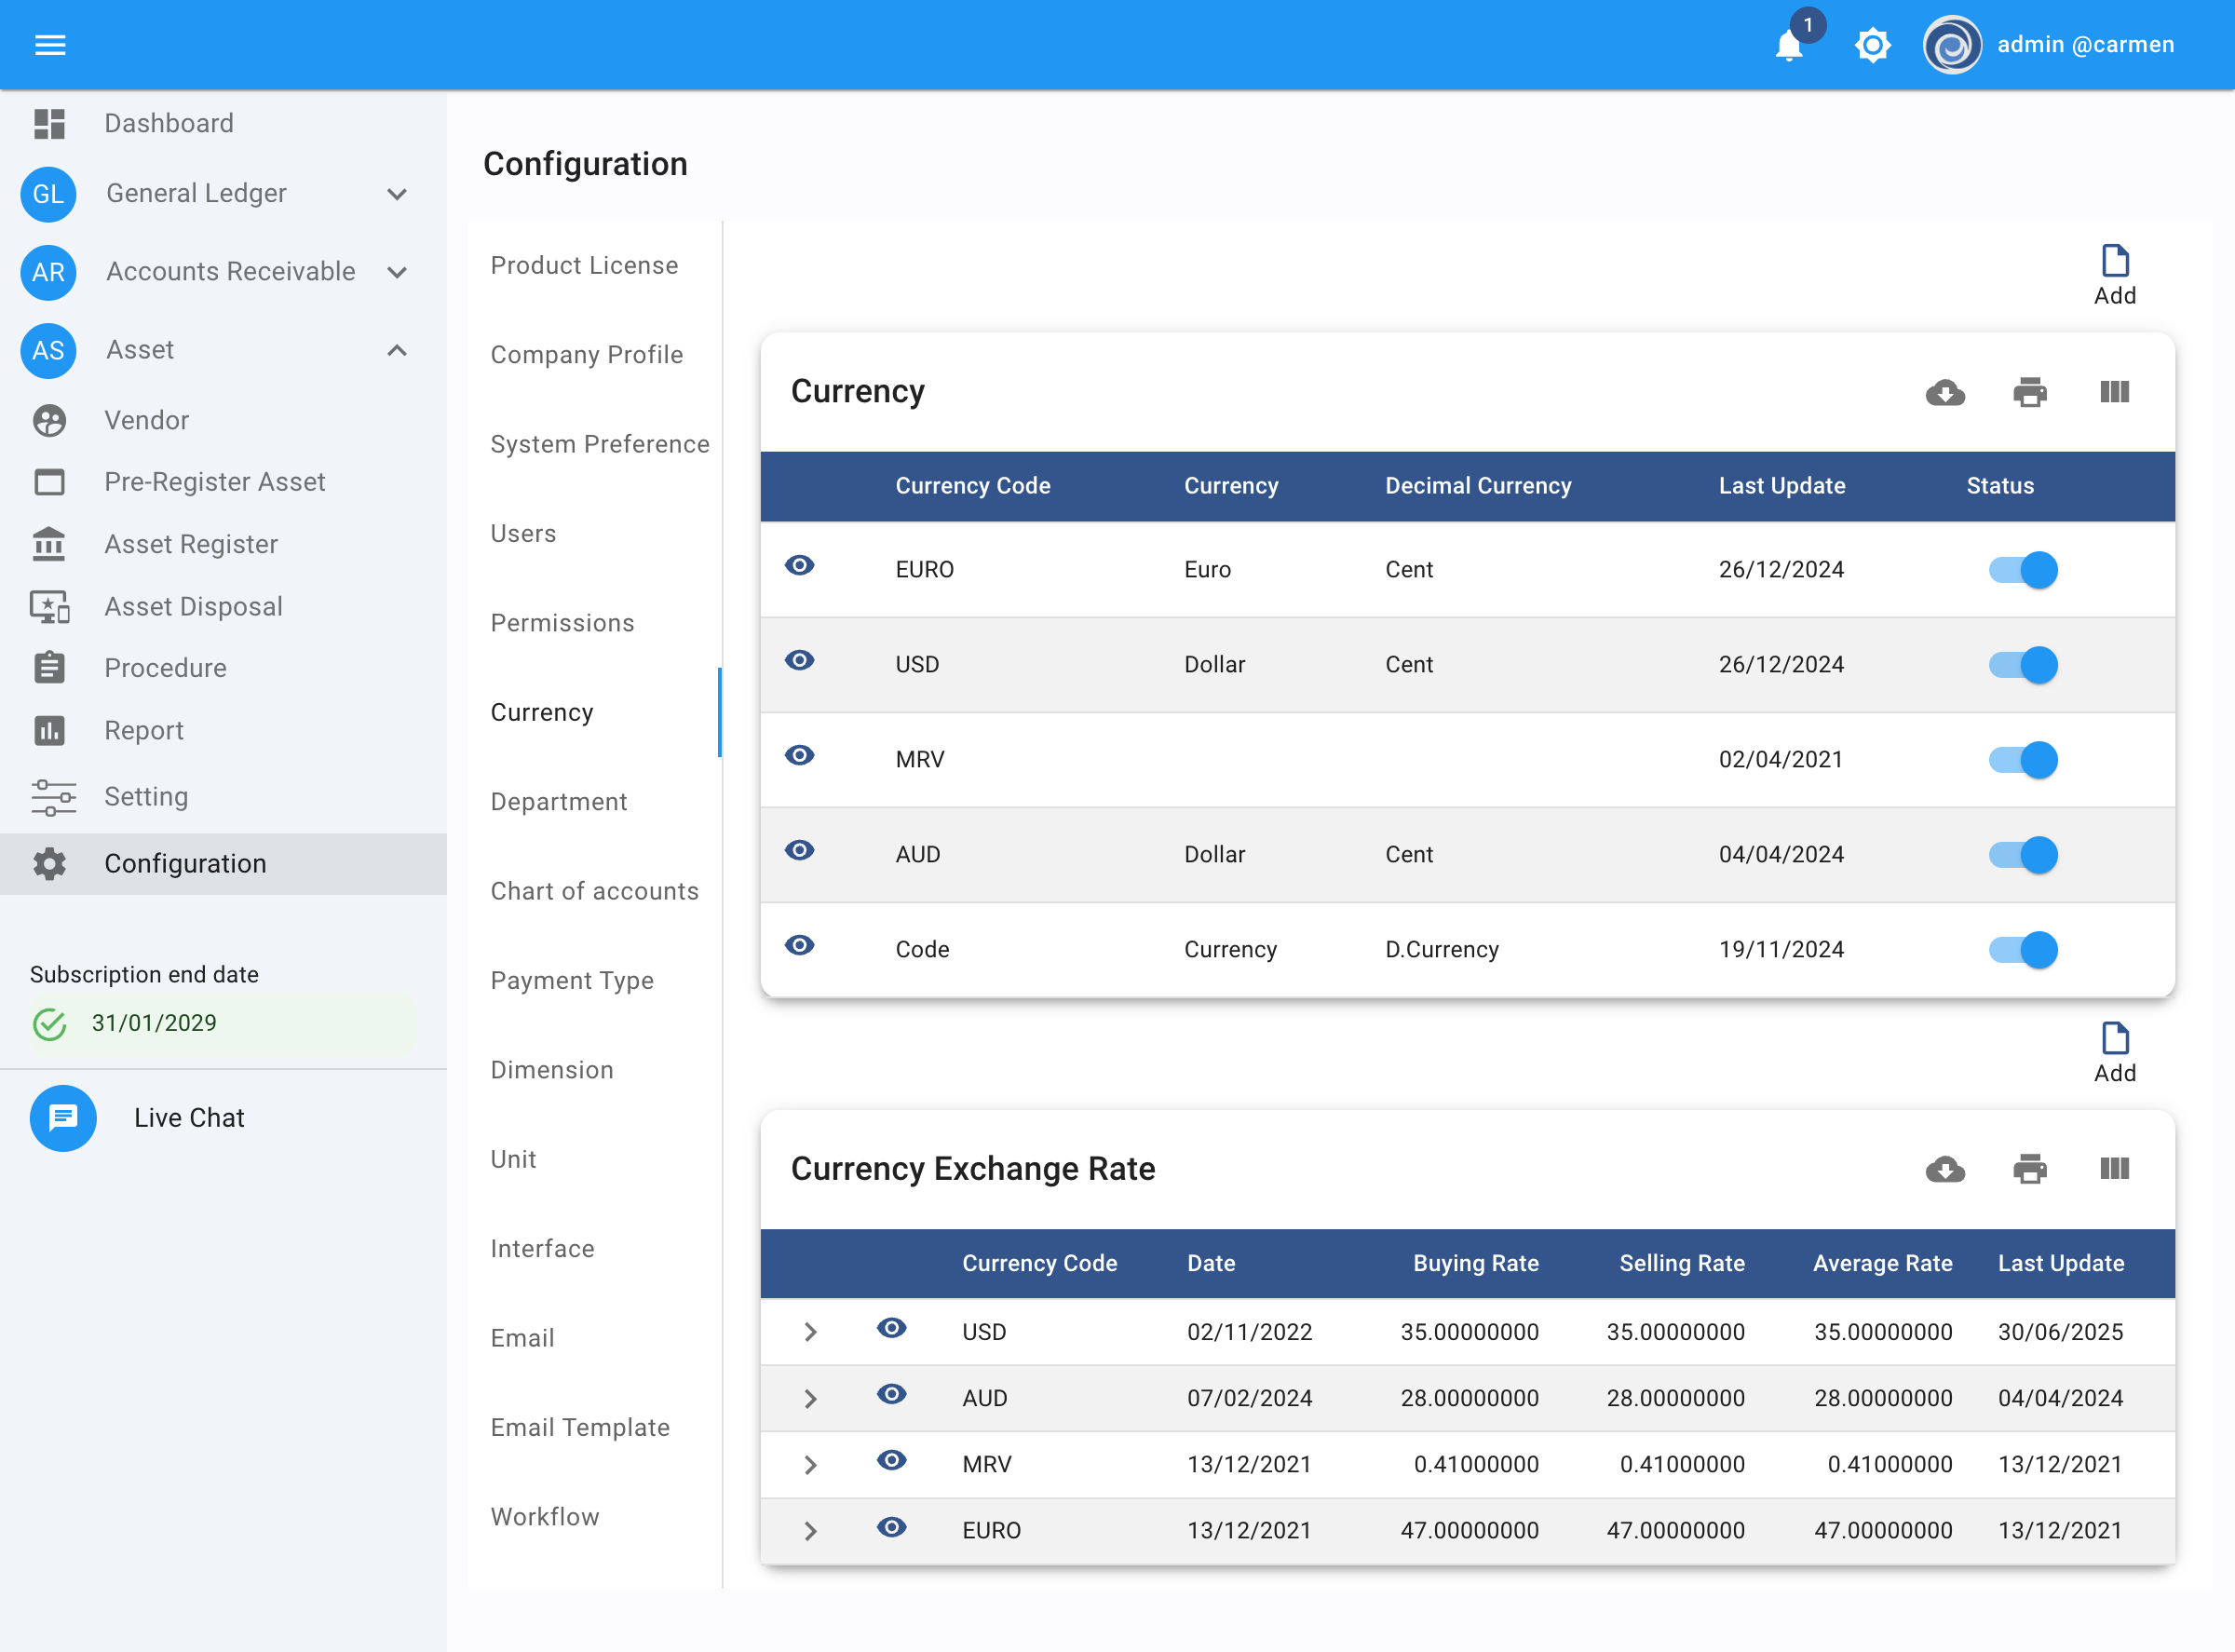 1
admin @carmen
Dashboard
GL General Ledger
AR Accounts Receivable
AS Asset
Vendor
Pre-Register Asset
Asset Register
Asset Disposal
Procedure
Report
Setting
Configuration
Subscription end date
31/01/2029
Live Chat
Configuration
Product License
Company Profile
System Preference
Users
Permissions
Currency
Department
Chart of accounts
Payment Type
Dimension
Unit
Interface
Email
Email Template
Workflow
Add
Currency
Currency Code Currency Decimal Currency Last Update Status
EURO Euro Cent 26/12/2024
USD Dollar Cent 26/12/2024
MRV 02/04/2021
AUD Dollar Cent 04/04/2024
Code Currency D.Currency 19/11/2024
Add
Currency Exchange Rate
Currency Code Date Buying Rate Selling Rate Average Rate Last Update
USD 02/11/2022 35.00000000 35.00000000 35.00000000 30/06/2025
AUD 07/02/2024 28.00000000 28.00000000 28.00000000 04/04/2024
MRV 13/12/2021 0.41000000 0.41000000 0.41000000 13/12/2021
EURO 13/12/2021 47.00000000 47.00000000 47.00000000 13/12/2021